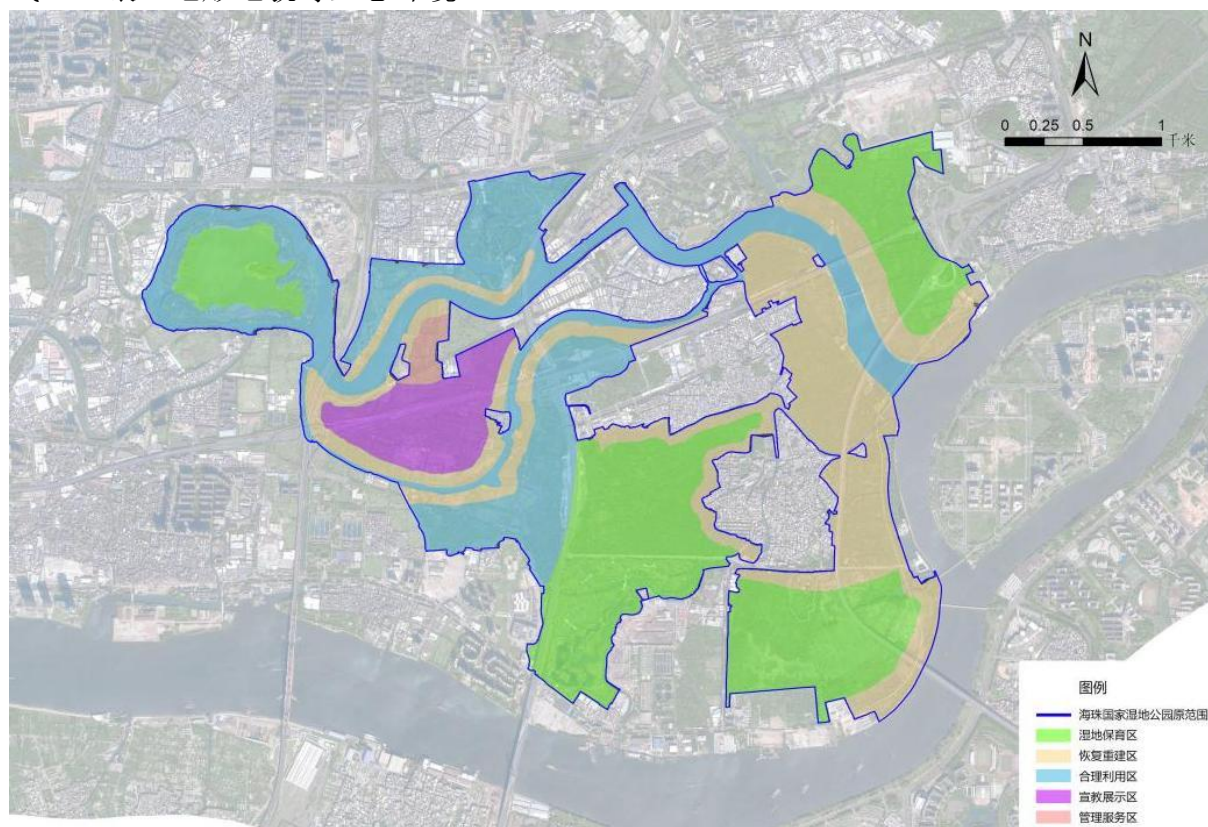 N
0 0.25 0.5 1
千米
图例
海珠国家湿地公园原范围
湿地保育区
恢复重建区
合理利用区
宣教展示区
管理服务区